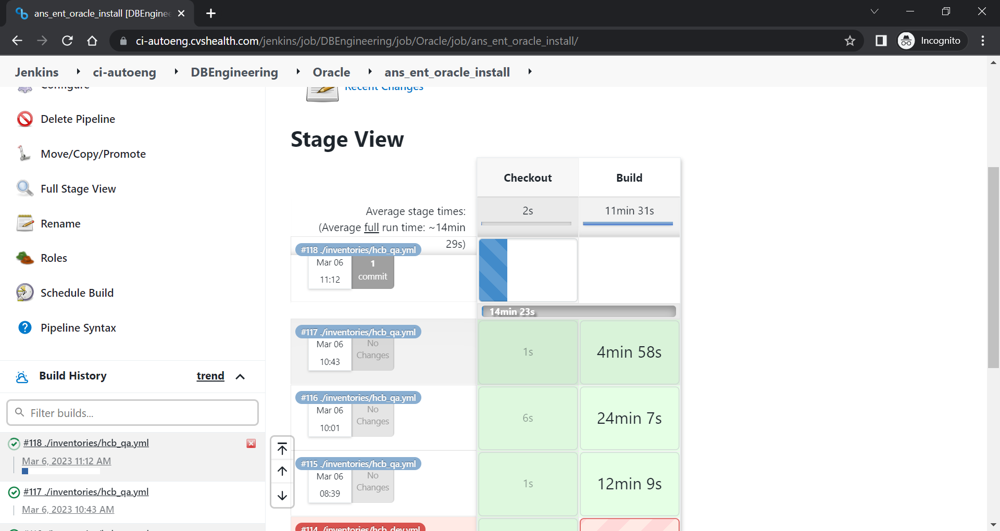 ans_ent_oracle_install [DBEngine
Incognito
ci-autoeng.cvshealth.com/jenkins/job/DBEngineering/job/Oracle/job/ans_ent_oracle_install/
Jenkins ci-autoeng DBEngineering Oracle ans_ent_oracle_install
Configure
Delete Pipeline
Move/Copy/Promote
Full Stage View
Rename
Roles
Schedule Build
Pipeline Syntax
Build History trend
Filter builds...
#118 ./inventories/hcb_qa.yml
Mar 6, 2023 11:12 AM
#117 ./inventories/hcb_qa.yml
Mar 6, 2023 10:43 AM
Recent Changes
Stage View
Checkout Build
Average stage times: 2s 11min 31s
(Average full run time: ~14min
29s)
#118 ./inventories/hcb_qa.yml
Mar 06
11:12
1
commit
14min 23s
#117 ./inventories/hcb_qa.yml
Mar 06
10:43
No
Changes
1s
4min 58s
#116 ./inventories/hcb_qa.yml
Mar 06
10:01
No
Changes
6s
24min 7s
#115 ./inventories/hcb_qa.yml
Mar 06
08:39
No
Changes
1s
12min 9s
#114 ./inventories/hcb_dev.yml